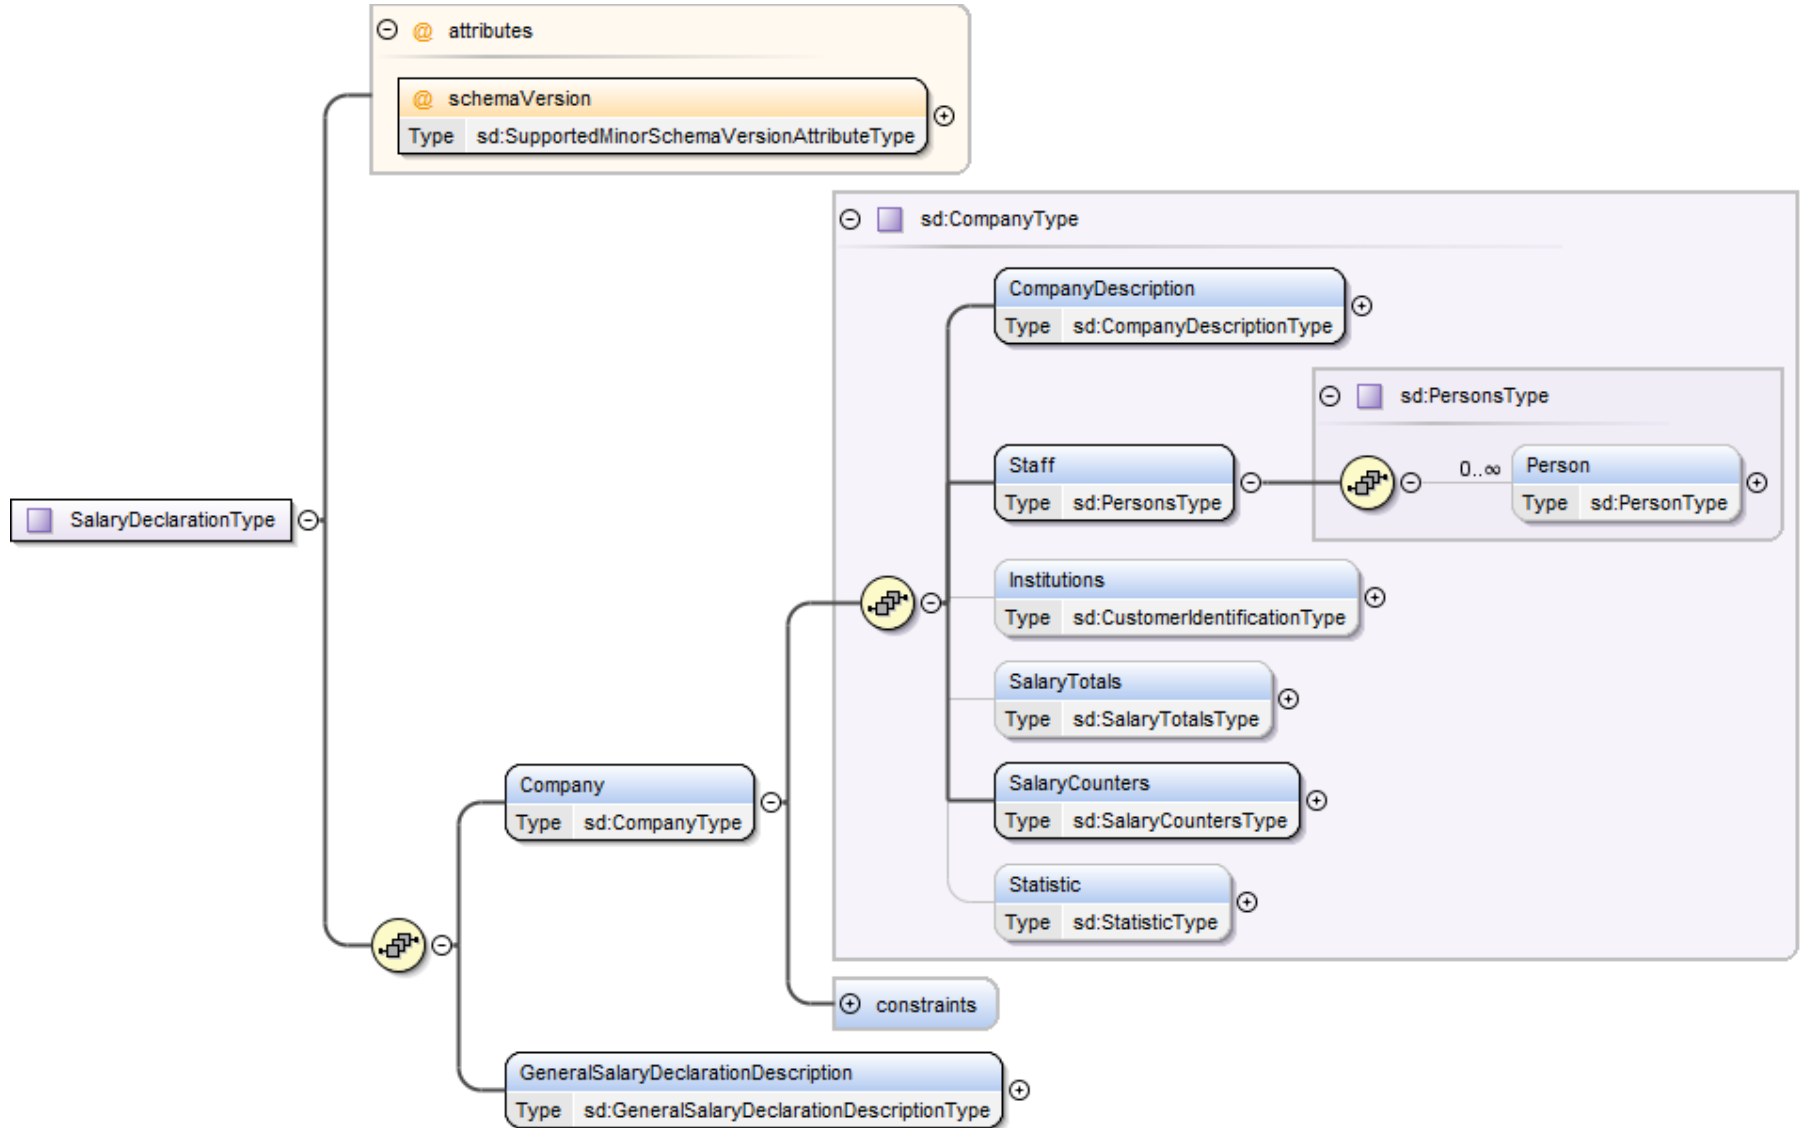 @ attributes
@ schemaVersion
Type sd:SupportedMinorSchemaVersionAttributeType
sd:CompanyType
CompanyDescription
Type sd:CompanyDescriptionType
sd:PersonsType
Staff
Type sd:PersonsType
0..∞
Person
Type sd:PersonType
SalaryDeclarationType
Institutions
Type sd:CustomerIdentificationType
SalaryTotals
Type sd:SalaryTotalsType
Company
Type sd:CompanyType
SalaryCounters
Type sd:SalaryCountersType
Statistic
Type sd:StatisticType
constraints
GeneralSalaryDeclarationDescription
Type sd:GeneralSalaryDeclarationDescriptionType